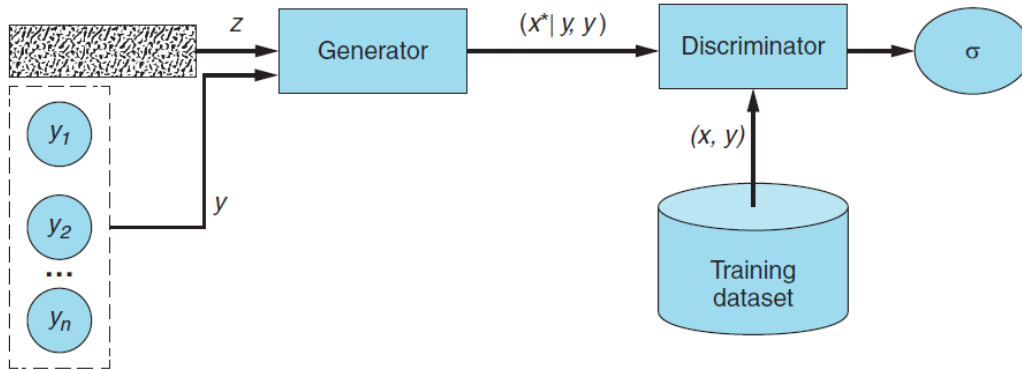 z
Generator
(x*| y, y )
Discriminator
σ
y1
(x, y)
y
y2
...
Training
dataset
yn